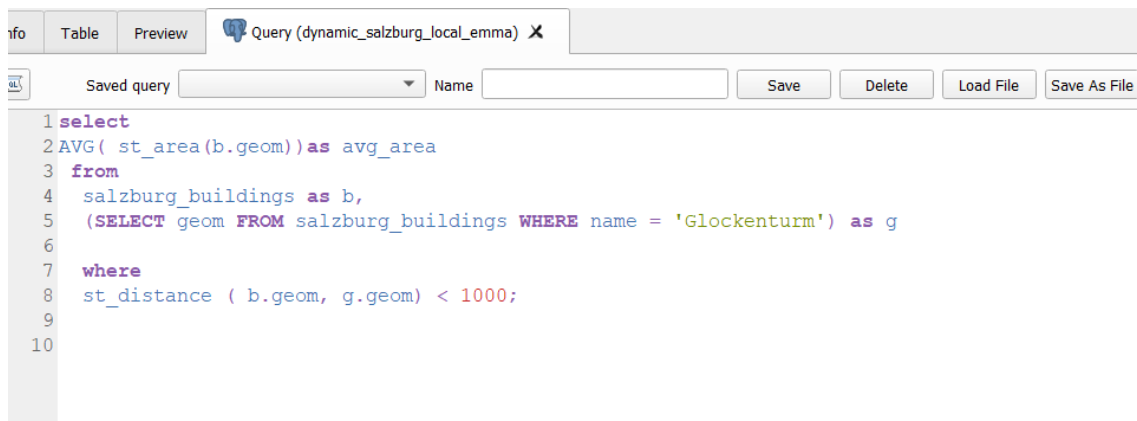 nfo Table Preview Query (dynamic_salzburg_local_emma) X
Saved query Name Save Delete Load File Save As File
1 select
2 AVG( st_area(b.geom))as avg_area
3 from
4 salzburg_buildings as b,
5 (SELECT geom FROM salzburg_buildings WHERE name = 'Glockenturm') as g
6
7 where
8 st_distance ( b.geom, g.geom) < 1000;
9
10